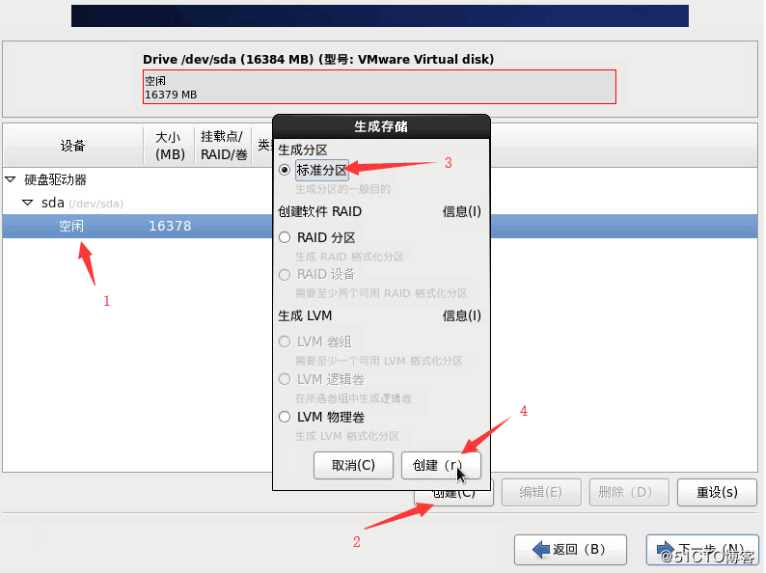 Drive /dev/sda (16384 MB) (型号: VMware Virtual disk)
空闲
16379 MB
设备
大小
(MB)
挂载点/
RAID/卷
类
硬盘驱动器
sda (/dev/sda)
空闲 16378
1
生成存储
生成分区
标准分区
3
生成分区的一般目的
创建软件 RAID 信息(I)
RAID 分区
生成 RAID 格式化分区
RAID 设备
需要至少两个可用 RAID 格式化分区
生成 LVM 信息(I)
LVM 卷组
需要至少一个可用 LVM 格式化分区
LVM 逻辑卷
在所选卷组中生成逻辑卷
LVM 物理卷
生成 LVM 格式化分区
4
取消(C) 创建 (r)
创建(C) 编辑(E) 删除 (D) 重设(s)
2
返回 (B) 下一步 (N)
@51CTO博客